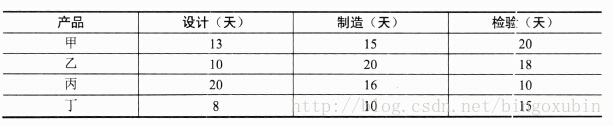 产品 设计（天） 制造（天） 检验（天）
甲 13 15 20
乙 10 20 18
丙 20 16 10
丁 8 10 15
http://blog.csdn.net/bingoxubin